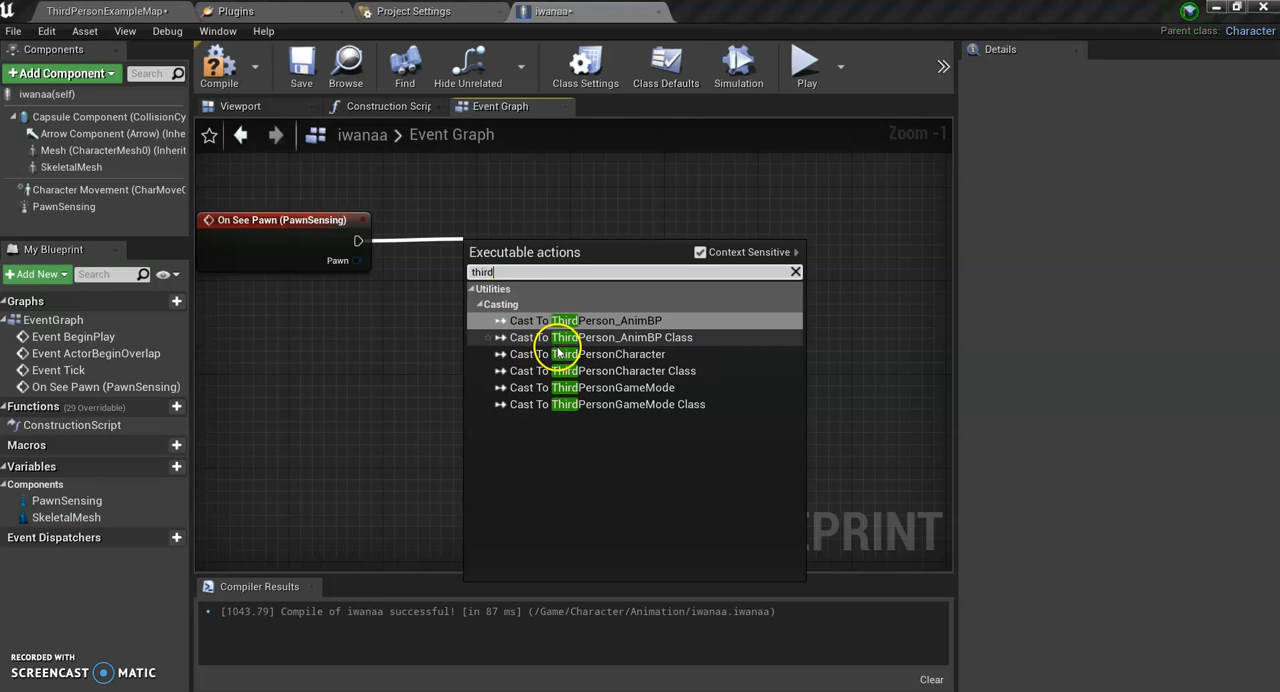 ThirdPersonExampleMap•
Plugins
Project Settings
iwanaa•
File Edit Asset View Debug Window Help
Parent class: Character
Components
+Add Component
Search
iwanaa(self)
Capsule Component (CollisionCy
Arrow Component (Arrow) (Inhe
Mesh (CharacterMesh0) (Inherit
SkeletalMesh
Character Movement (CharMoveC
PawnSensing
Compile Save Browse Find Hide Unrelated Class Settings Class Defaults Simulation Play
Details
Viewport Construction Scrip Event Graph
iwanaa > Event Graph
Zoom -1
My Blueprint
+Add New
Search
Graphs
EventGraph
Event BeginPlay
Event ActorBeginOverlap
Event Tick
On See Pawn (PawnSensing)
Functions (29 Overridable)
ConstructionScript
Macros
Variables
Components
PawnSensing
SkeletalMesh
Event Dispatchers
On See Pawn (PawnSensing)
Pawn
Executable actions
Context Sensitive
third
Utilities
Casting
Cast To ThirdPerson_AnimBP
Cast To ThirdPerson_AnimBP Class
Cast To ThirdPersonCharacter
Cast To ThirdPersonCharacter Class
Cast To ThirdPersonGameMode
Cast To ThirdPersonGameMode Class
EPRINT
Compiler Results
• [1043.79] Compile of iwanaa successful! [in 87 ms] (/Game/Character/Animation/iwanaa.iwanaa)
Clear
RECORDED WITH
SCREENCAST MATIC